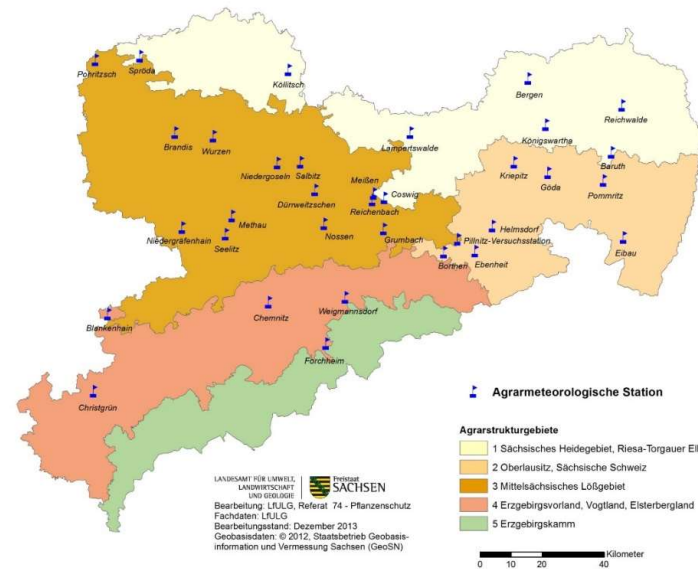 Pohritzsch
Spröda
Köllitsch
Bergen
Reichwalde
Brandis
Wurzen
Lampertswalde
Königswartha
Niedergoseln
Salbitz
Baruth
Meißen
Kriepitz
Göda
Pommritz
Dürrweitzschen
Coswig
Reichenbach
Methau
Nossen
Grumbach
Helmsdorf
Niedergräfenhain
Seelitz
Pillnitz-Versuchsstation
Borthen
Ebenheit
Eibau
Blankenhain
Chemnitz
Weigmannsdorf
Forchheim
Christgrün
Agrarmeteorologische Station
Agrarstrukturgebiete
1 Sächsisches Heidegebiet, Riesa-Torgauer El
2 Oberlausitz, Sächsische Schweiz
3 Mittelsächsisches Lößgebiet
4 Erzgebirgsvorland, Vogtland, Elsterbergland
5 Erzgebirgskamm
LANDESAMT FÜR UMWELT,
LANDWIRTSCHAFT
UND GEOLOGIE
Freistaat
SACHSEN
Bearbeitung: LfULG, Referat 74 - Pflanzenschutz
Fachdaten: LfULG
Bearbeitungsstand: Dezember 2013
Geobasisdaten: © 2012, Staatsbetrieb Geobasis-
information und Vermessung Sachsen (GeoSN)
Kilometer
0 10 20 40